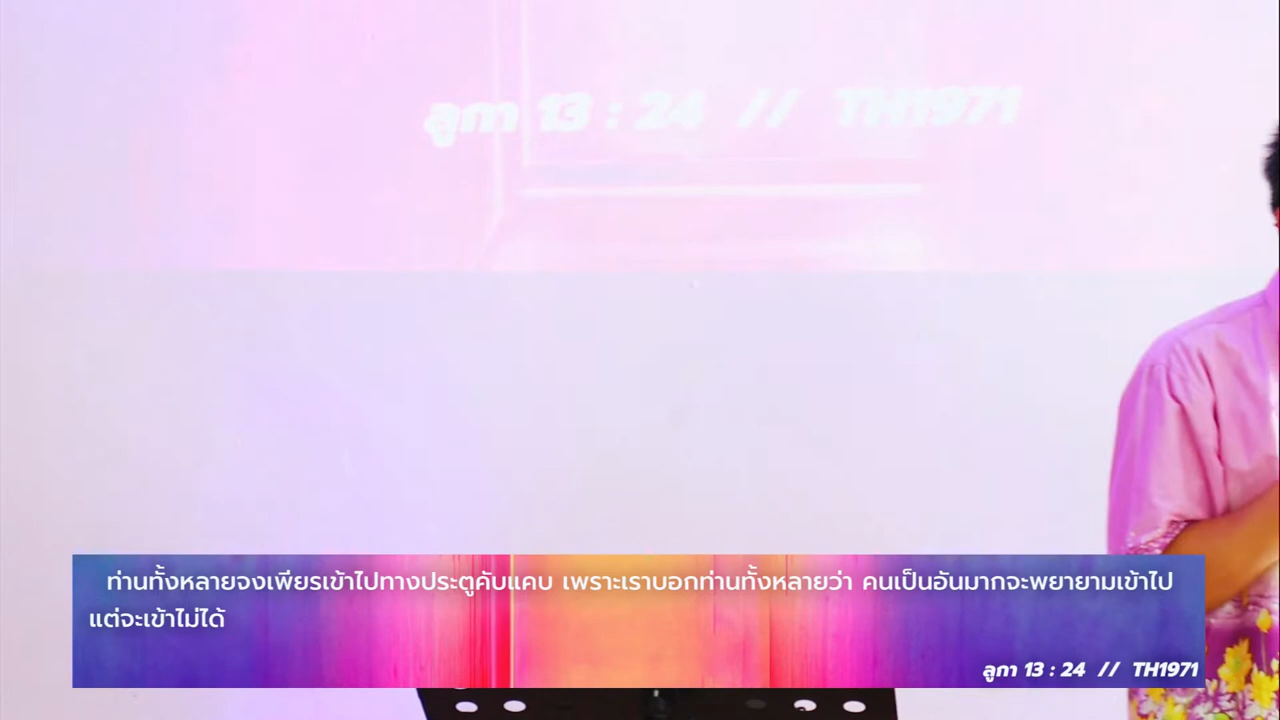 ลูกา 13 : 24 // TH1971
ท่านทั้งหลายจงเพียรเข้าไปทางประตูคับแคบ เพราะเราบอกท่านทั้งหลายว่า คนเป็นอันมากจะพยายามเข้าไป
แต่จะเข้าไม่ได้
ลูกา 13 : 24 // TH1971